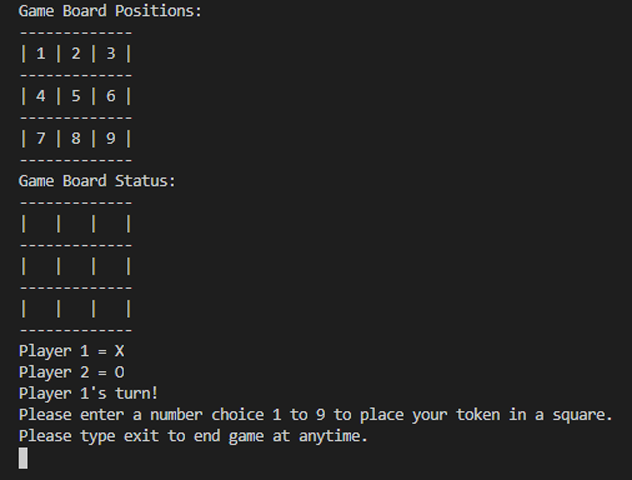 Game Board Positions:
-------------
| 1 | 2 | 3 |
-------------
| 4 | 5 | 6 |
-------------
| 7 | 8 | 9 |
-------------
Game Board Status:
-------------
|   |   |   |
-------------
|   |   |   |
-------------
|   |   |   |
-------------
Player 1 = X
Player 2 = O
Player 1's turn!
Please enter a number choice 1 to 9 to place your token in a square.
Please type exit to end game at anytime.